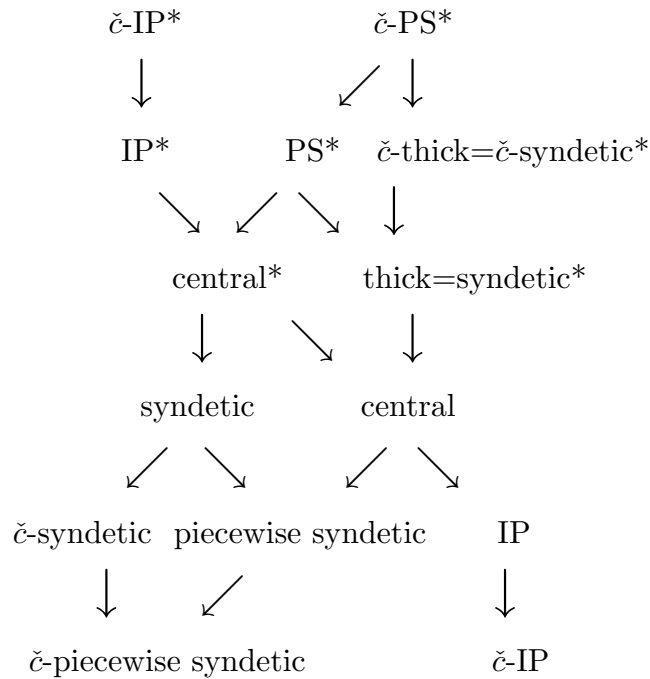 č-IP* č-PS*
IP* PS* č-thick=č-syndetic*
central* thick=syndetic*
syndetic central
č-syndetic piecewise syndetic IP
č-piecewise syndetic č-IP